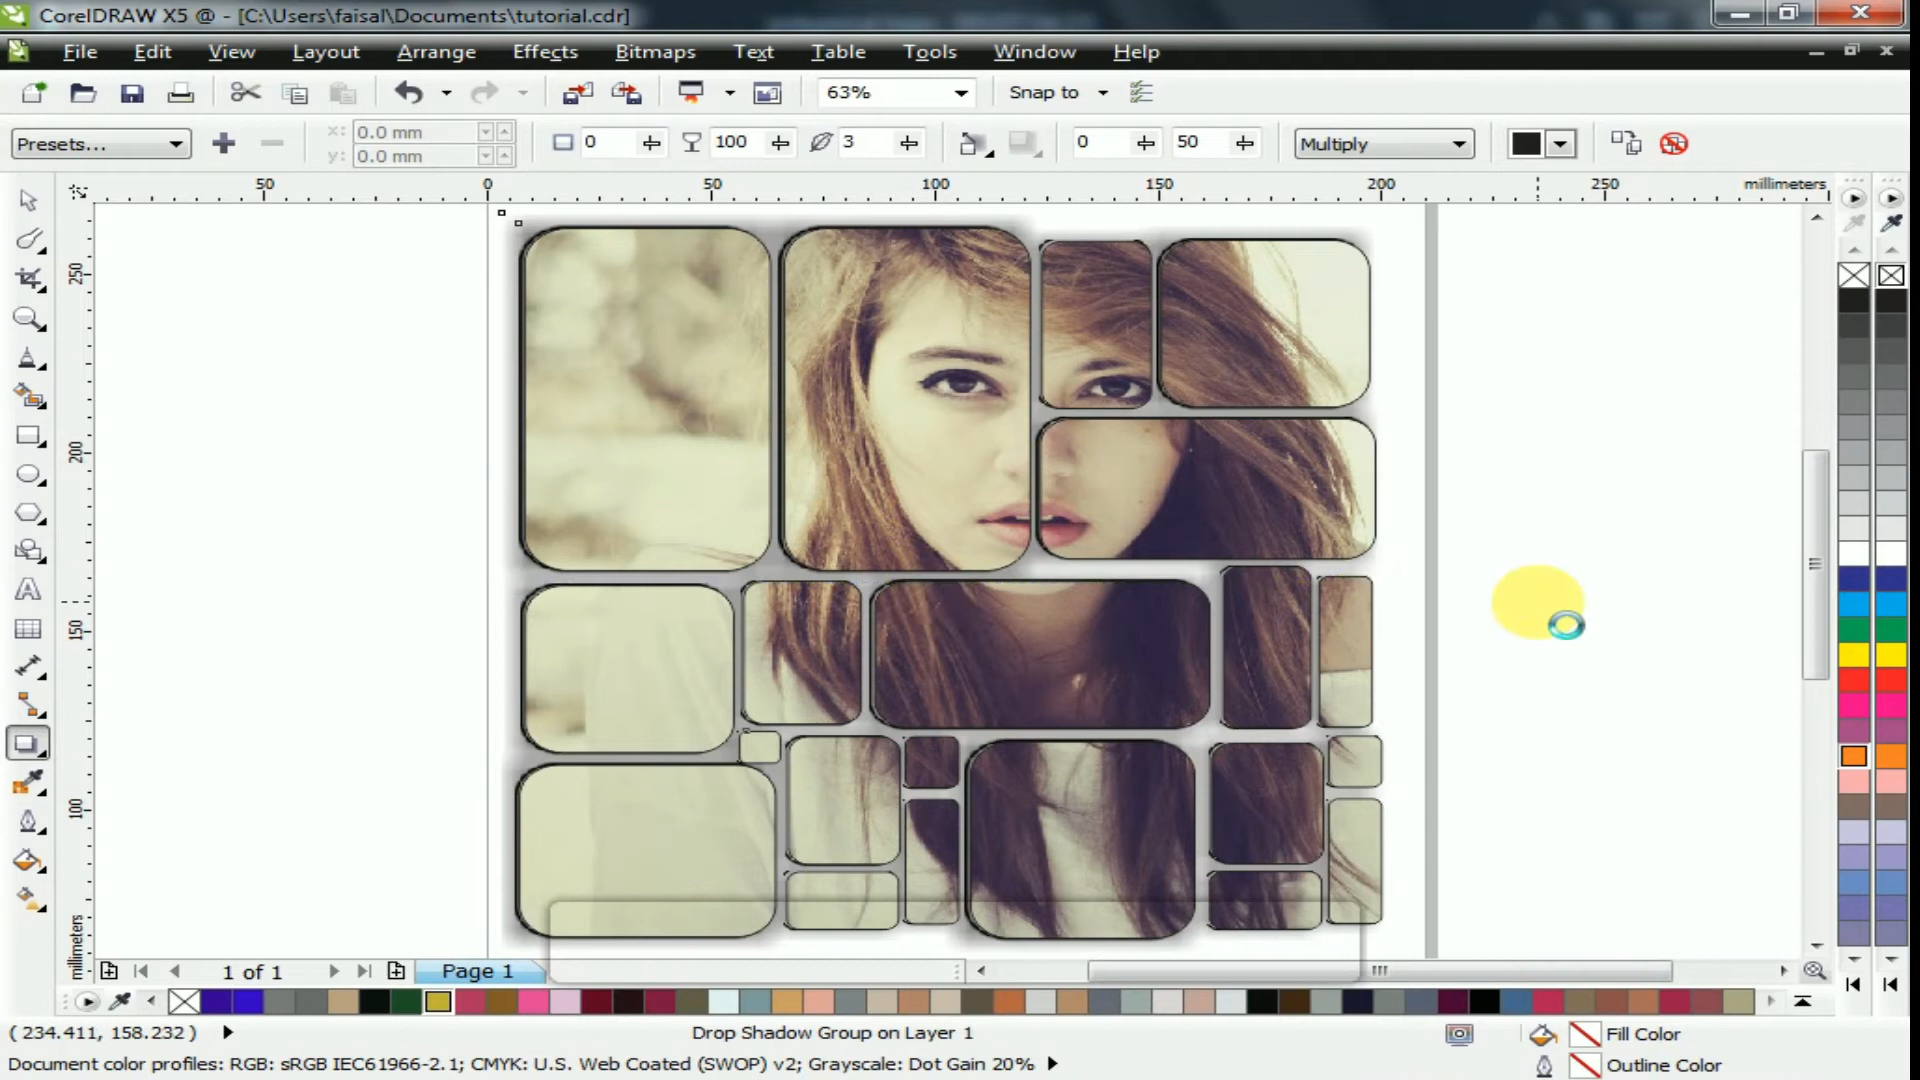 CorelDRAW X5 @ - [C:\Users\faisal\Documents\tutorial.cdr]
File Edit View Layout Arrange Effects Bitmaps Text Table Tools Window Help
63% Snap to
Presets... x: 0.0 mm 0 100 3 0 50 Multiply
y: 0.0 mm
50 0 50 100 150 200 250 millimeters
250
200
150
100
millimeters
1 of 1 Page 1
( 234.411, 158.232 ) Drop Shadow Group on Layer 1 Fill Color
Document color profiles: RGB: sRGB IEC61966-2.1; CMYK: U.S. Web Coated (SWOP) v2; Grayscale: Dot Gain 20% Outline Color